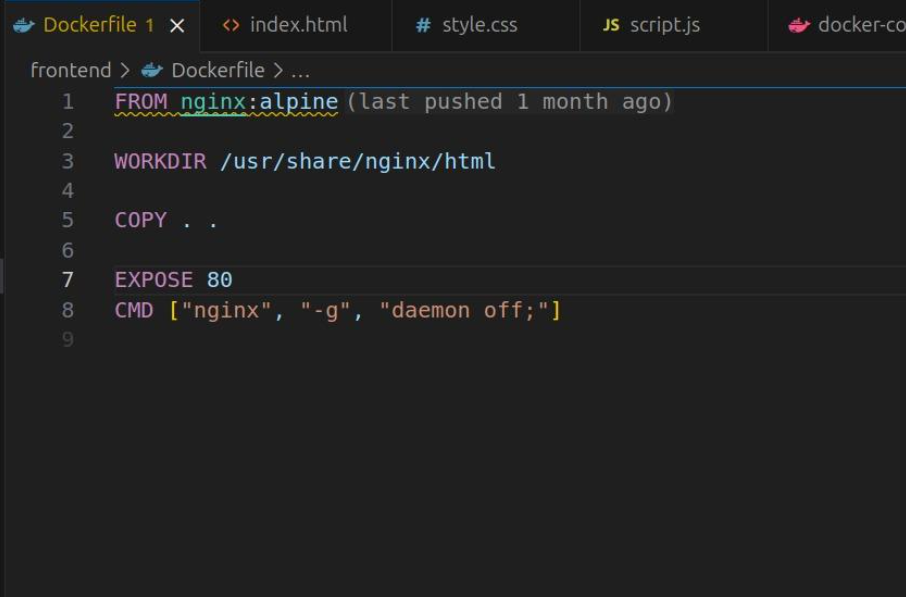 Dockerfile 1 index.html # style.css JS script.js docker-co
frontend > Dockerfile > ...
1 FROM nginx:alpine (last pushed 1 month ago)
2
3 WORKDIR /usr/share/nginx/html
4
5 COPY . .
6
7 EXPOSE 80
8 CMD ["nginx", "-g", "daemon off;"]
9